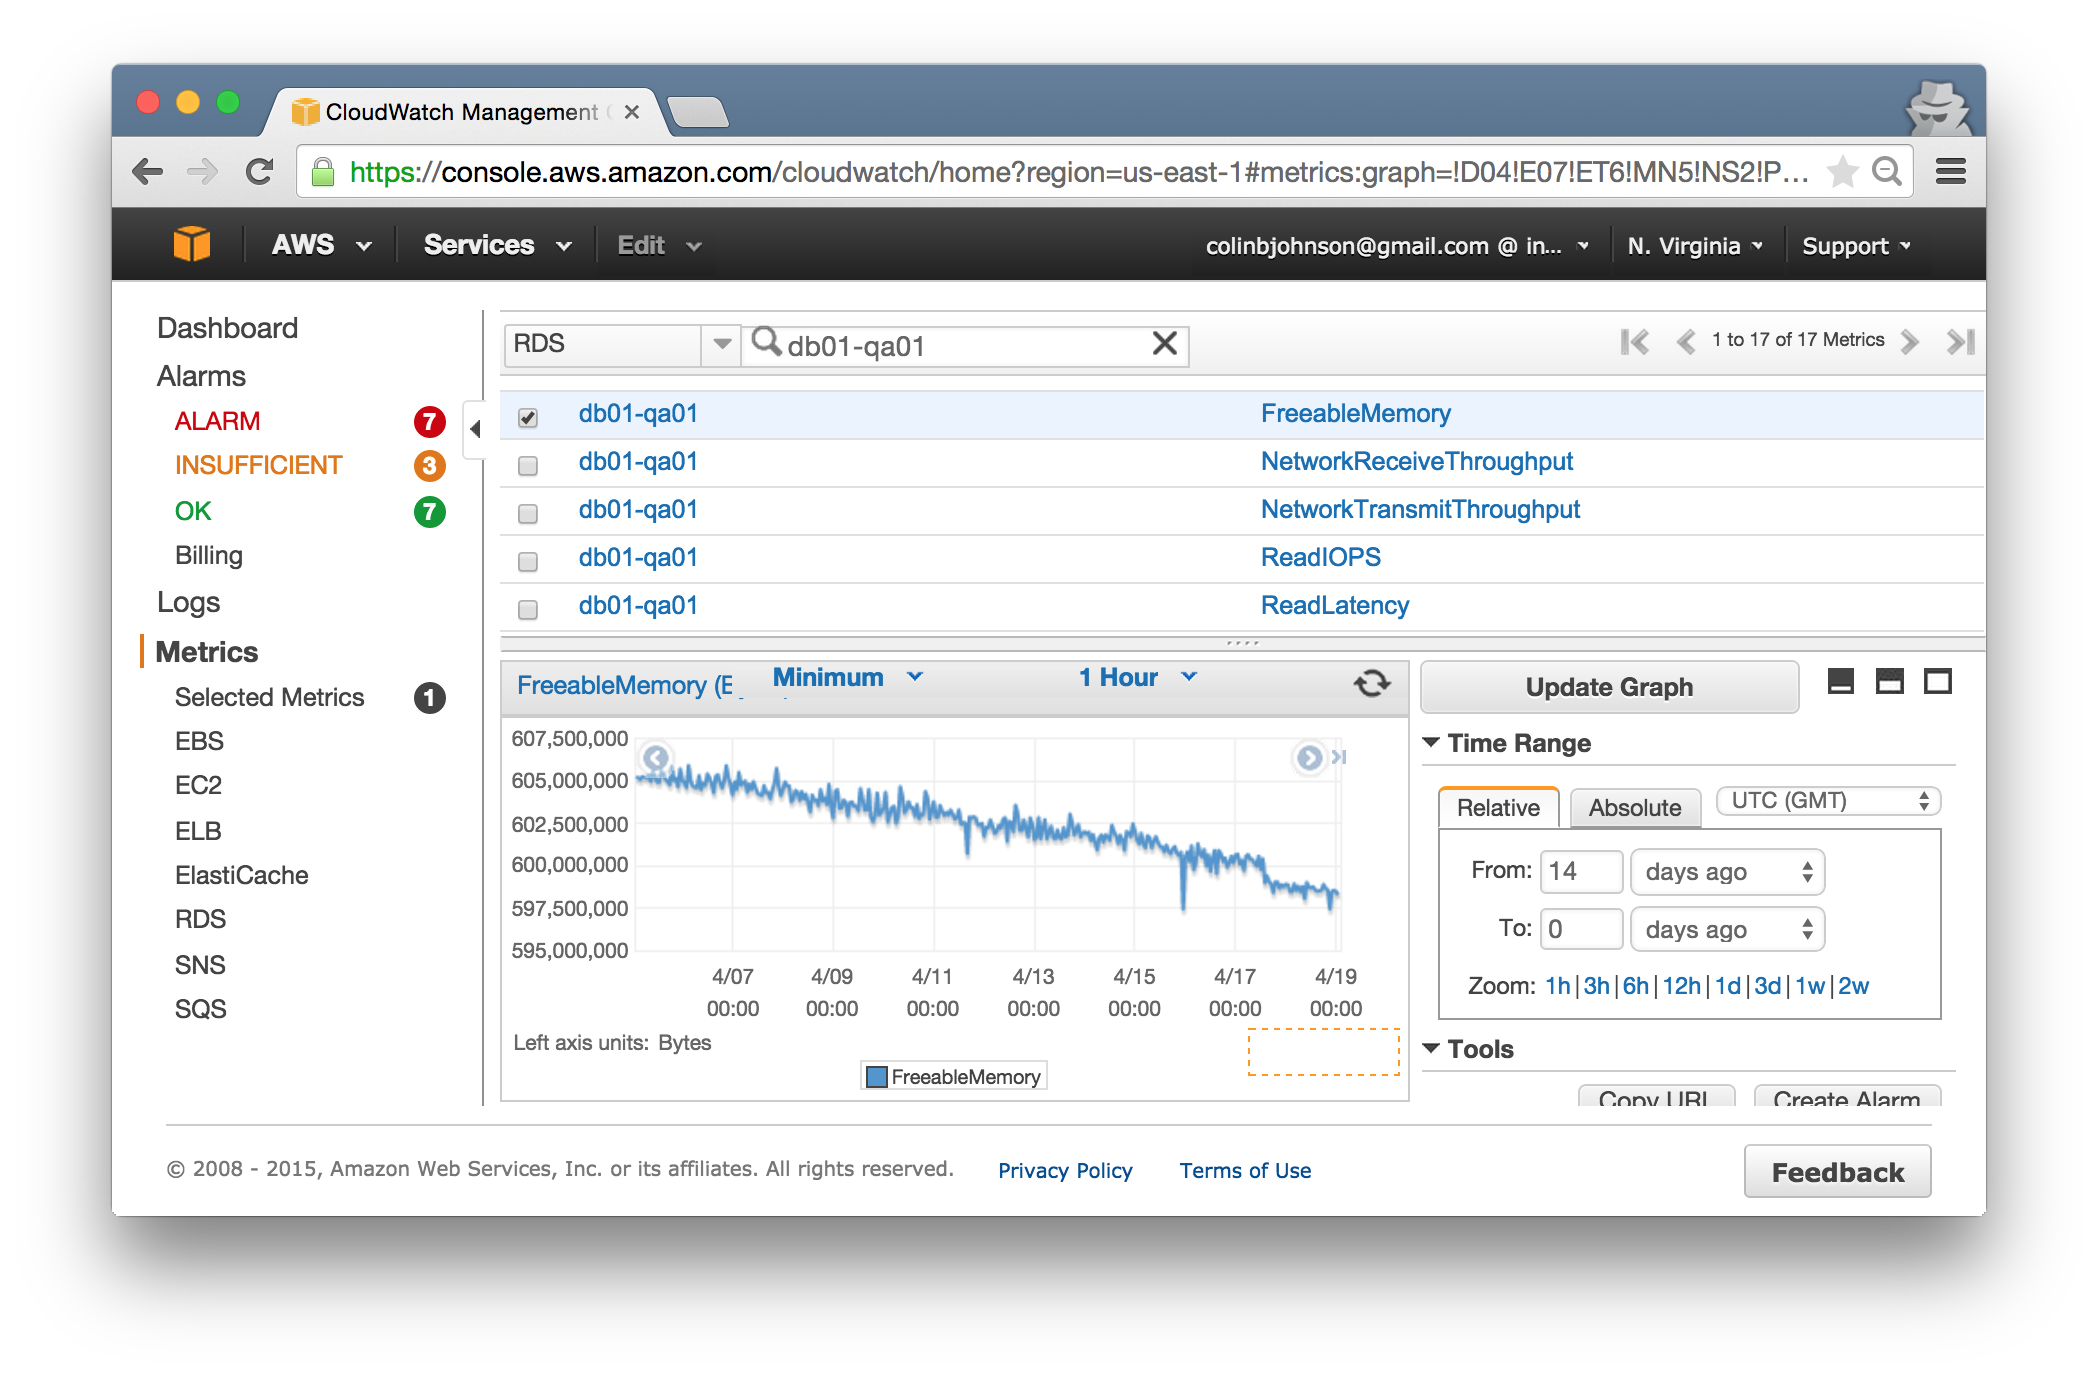 CloudWatch Management
https://console.aws.amazon.com/cloudwatch/home?region=us-east-1#metrics:graph=!D04!E07!ET6!MN5!NS2!P...
AWS Services Edit colinbjohnson@gmail.com @ in... N. Virginia Support
Dashboard
Alarms
ALARM 7
INSUFFICIENT 3
OK 7
Billing
Logs
Metrics
Selected Metrics 1
EBS
EC2
ELB
ElastiCache
RDS
SNS
SQS
RDS db01-qa01 1 to 17 of 17 Metrics
db01-qa01 FreeableMemory
db01-qa01 NetworkReceiveThroughput
db01-qa01 NetworkTransmitThroughput
db01-qa01 ReadIOPS
db01-qa01 ReadLatency
FreeableMemory (B Minimum 1 Hour
607,500,000
605,000,000
602,500,000
600,000,000
597,500,000
595,000,000
4/07 4/09 4/11 4/13 4/15 4/17 4/19
00:00 00:00 00:00 00:00 00:00 00:00 00:00
Left axis units: Bytes
FreeableMemory
Update Graph
Time Range
Relative Absolute UTC (GMT)
From: 14 days ago
To: 0 days ago
Zoom: 1h|3h|6h|12h|1d|3d|1w|2w
Tools
Copy URL Create Alarm
© 2008 - 2015, Amazon Web Services, Inc. or its affiliates. All rights reserved. Privacy Policy Terms of Use
Feedback